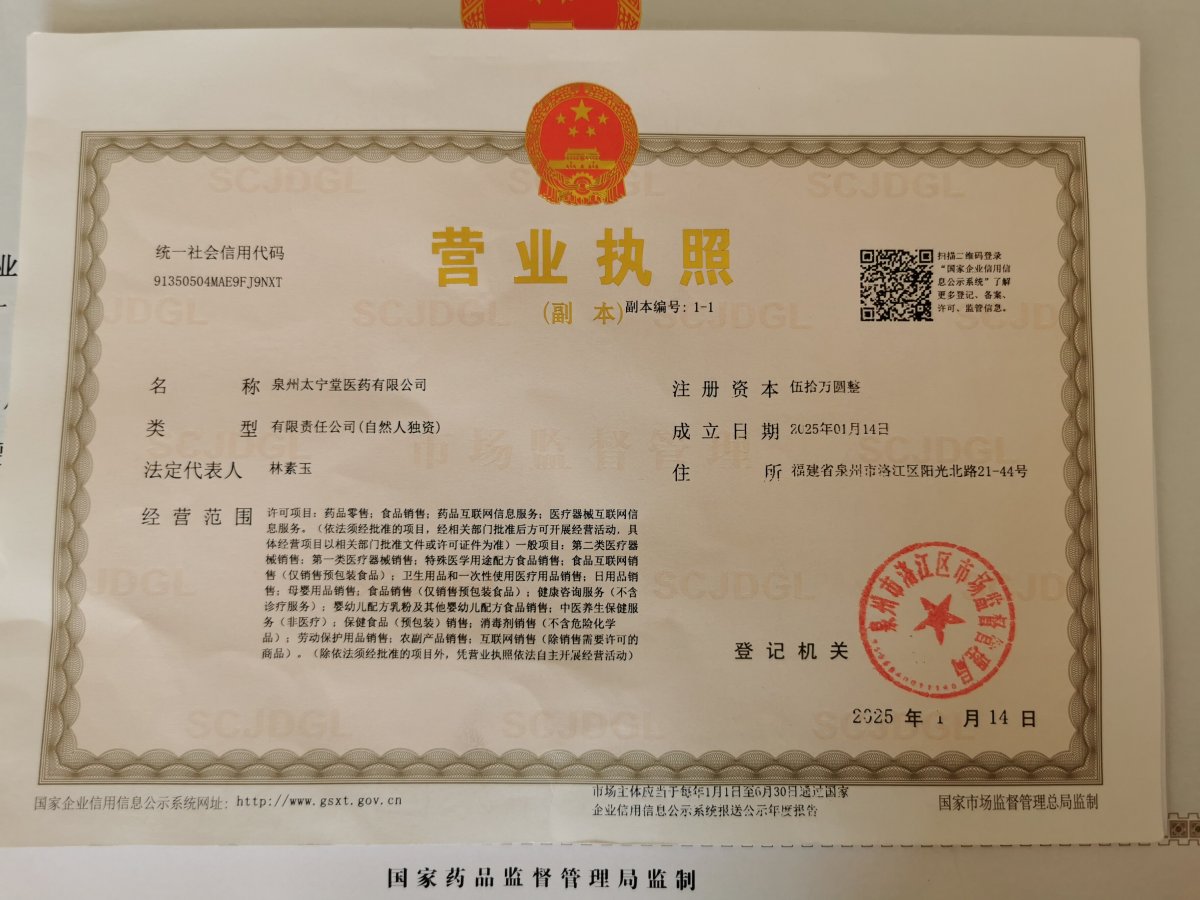 统一社会信用代码
91350504MAE9FJ9NXT
营业执照
(副 本) 副本编号：1-1
扫描二维码登录
“国家企业信用信
息公示系统”了解
更多登记、备案、
许可、监管信息。
名 称 泉州太宁堂医药有限公司
类 型 有限责任公司(自然人独资)
法定代表人 林素玉
经营范围 许可项目：药品零售；食品销售；药品互联网信息服务；医疗器械互联网信
息服务。（依法须经批准的项目，经相关部门批准后方可开展经营活动，具
体经营项目以相关部门批准文件或许可证件为准）一般项目：第二类医疗器
械销售；第一类医疗器械销售；特殊医学用途配方食品销售；食品互联网销
售（仅销售预包装食品）；卫生用品和一次性使用医疗用品销售；日用品销
售；母婴用品销售；食品销售（仅销售预包装食品）；健康咨询服务（不含
诊疗服务）；婴幼儿配方乳粉及其他婴幼儿配方食品销售；中医养生保健服
务（非医疗）；保健食品（预包装）销售；消毒剂销售（不含危险化学
品）；劳动保护用品销售；农副产品销售；互联网销售（除销售需要许可的
商品）。（除依法须经批准的项目外，凭营业执照依法自主开展经营活动）
注册资本 伍拾万圆整
成立日期 2025年01月14日
住 所 福建省泉州市洛江区阳光北路21-44号
登记机关
泉州市洛江区市场监督管理局
2025 年 1 月 14 日
SCJDGL
市场监督管理
国家企业信用信息公示系统网址：http://www.gsxt.gov.cn
市场主体应当于每年1月1日至6月30日通过国家
企业信用信息公示系统报送公示年度报告
国家市场监督管理总局监制
国家药品监督管理局监制
业